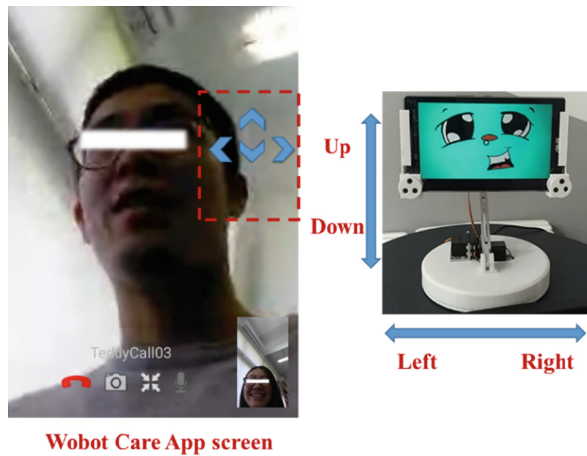 Up
Down
TeddyCall03
Left Right
Wobot Care App screen